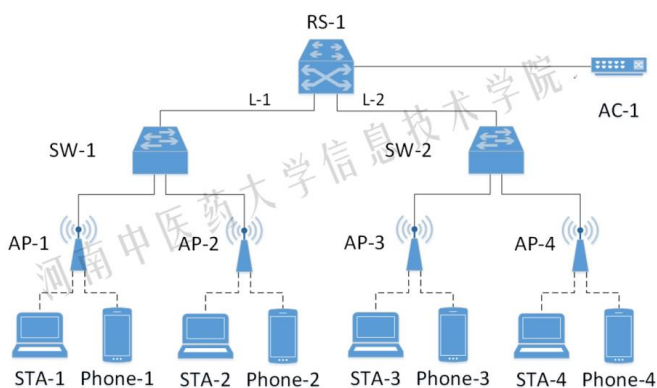 RS-1
L-1
L-2
AC-1
SW-1
SW-2
AP-1
AP-2
AP-3
AP-4
STA-1
Phone-1
STA-2
Phone-2
STA-3
Phone-3
STA-4
Phone-4
河南中医药大学信息技术学院